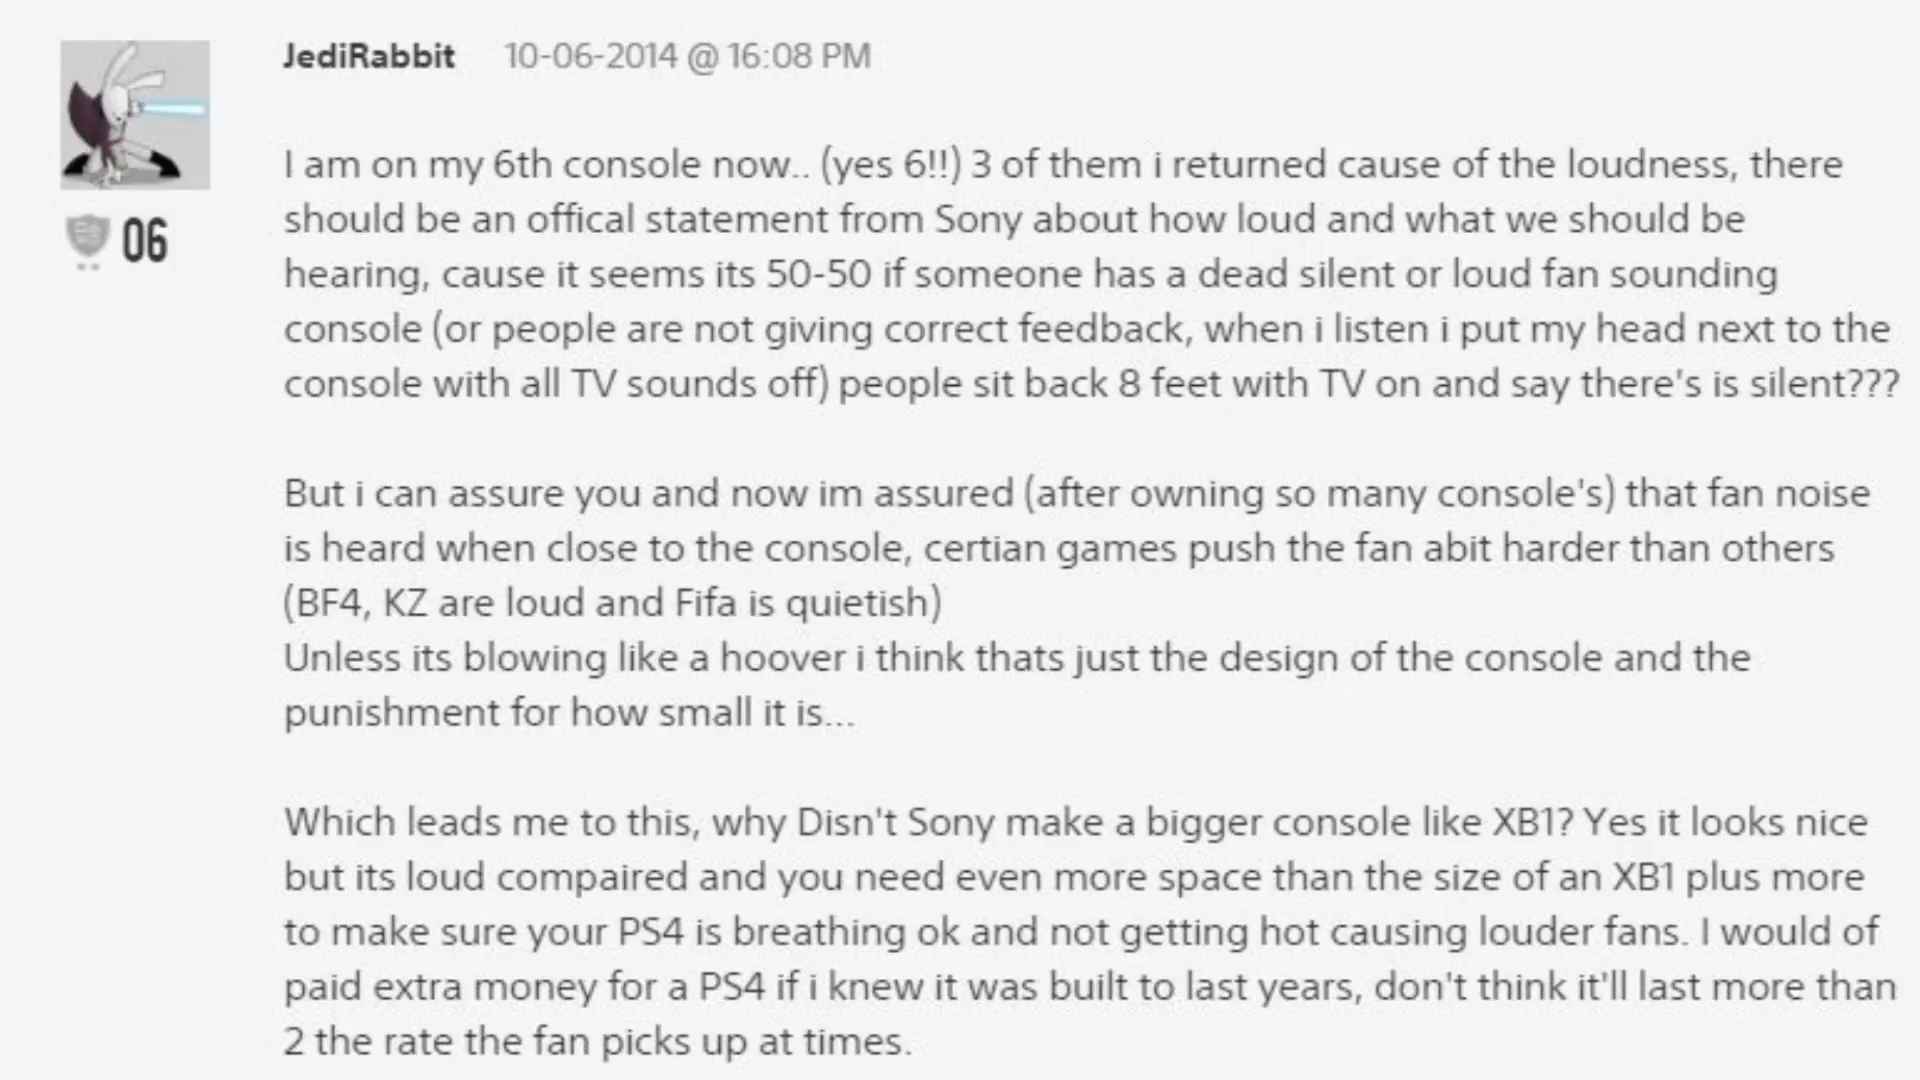 JediRabbit 10-06-2014 @ 16:08 PM
I am on my 6th console now.. (yes 6!!) 3 of them i returned cause of the loudness, there
should be an offical statement from Sony about how loud and what we should be
hearing, cause it seems its 50-50 if someone has a dead silent or loud fan sounding
console (or people are not giving correct feedback, when i listen i put my head next to the
console with all TV sounds off) people sit back 8 feet with TV on and say there's is silent???
06
But i can assure you and now im assured (after owning so many console's) that fan noise
is heard when close to the console, certian games push the fan abit harder than others
(BF4, KZ are loud and Fifa is quietish)
Unless its blowing like a hoover i think thats just the design of the console and the
punishment for how small it is...
Which leads me to this, why Disn't Sony make a bigger console like XB1? Yes it looks nice
but its loud compaired and you need even more space than the size of an XB1 plus more
to make sure your PS4 is breathing ok and not getting hot causing louder fans. I would of
paid extra money for a PS4 if i knew it was built to last years, don't think it'll last more than
2 the rate the fan picks up at times.